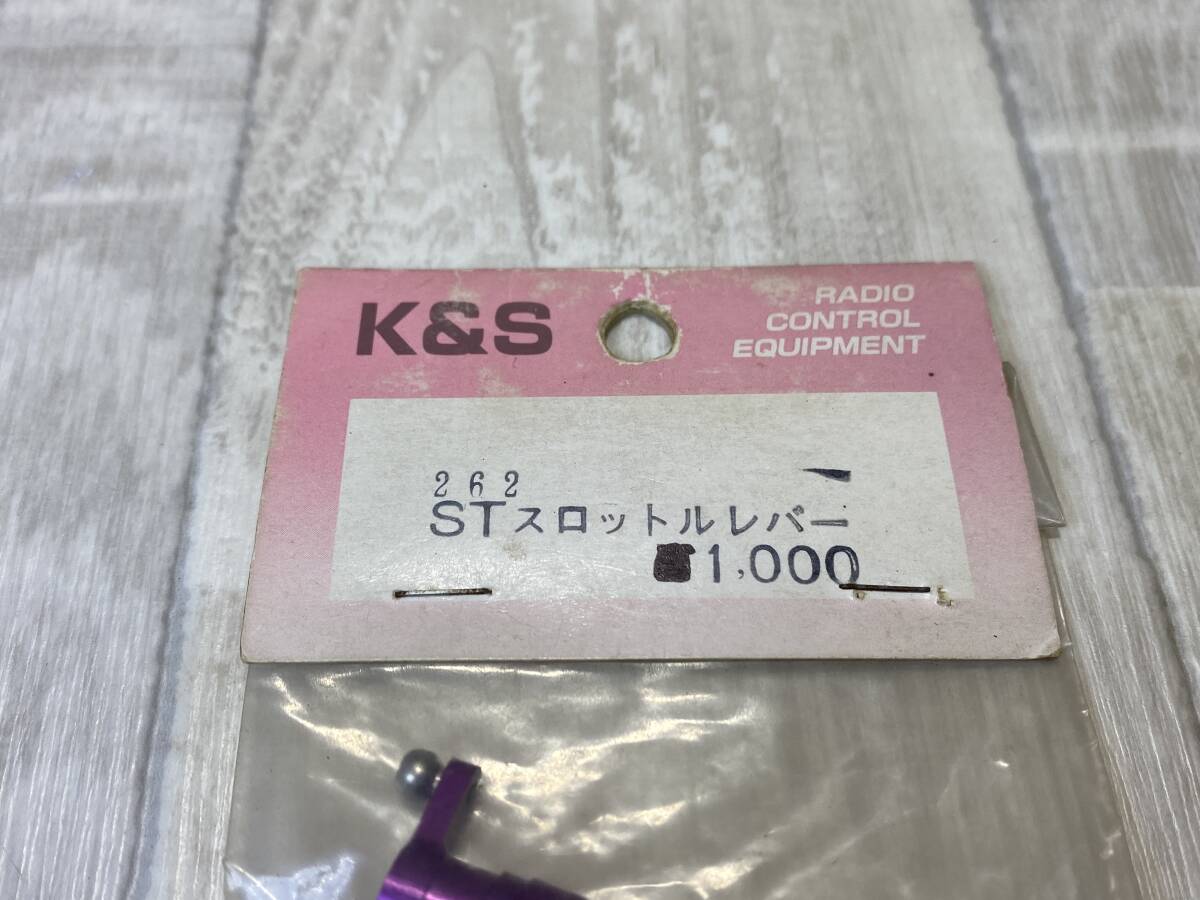 K&S
RADIO
CONTROL
EQUIPMENT
262
STスロットルレバー
1,000